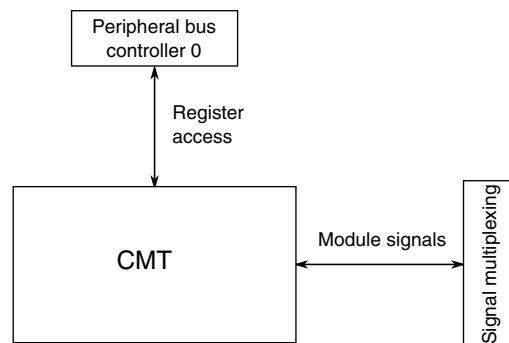 Peripheral bus
controller 0
Register
access
CMT
Module signals
Signal multiplexing